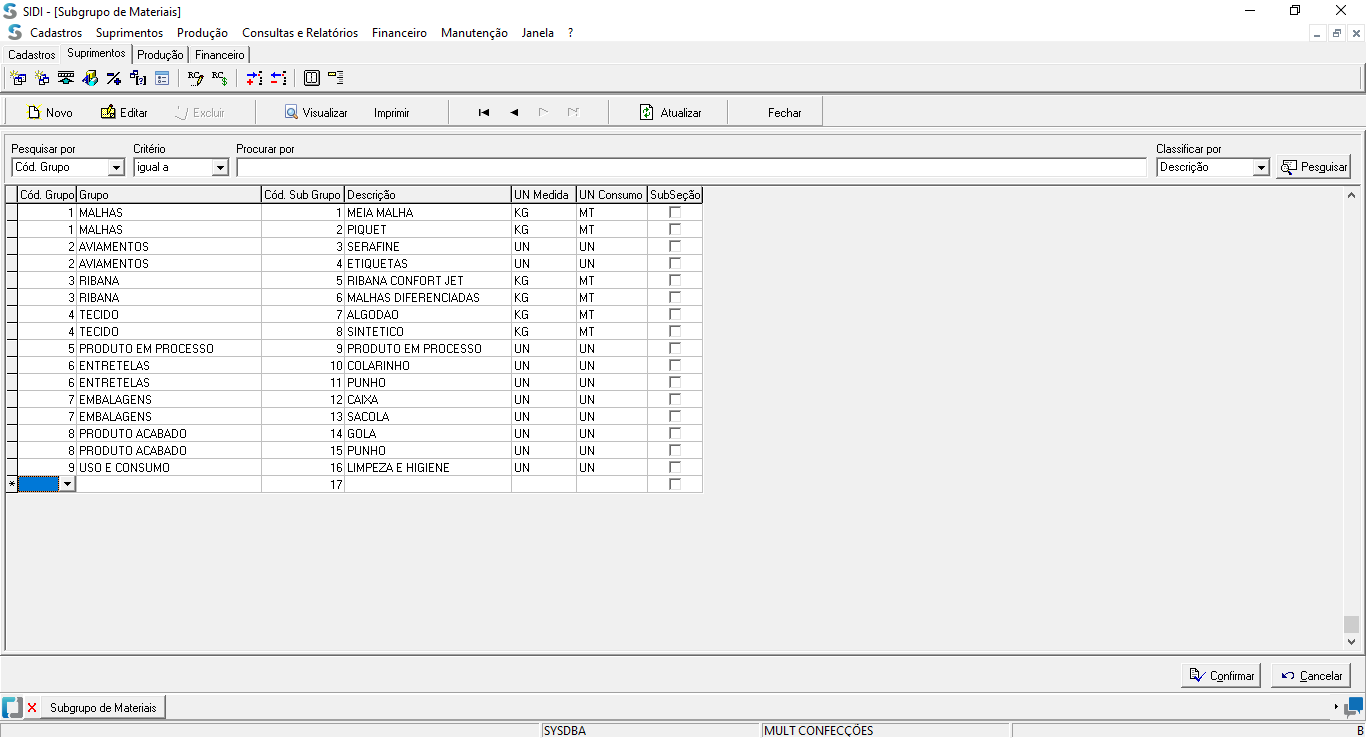 SIDI - [Subgrupo de Materiais]
Cadastros Suprimentos Produção Consultas e Relatórios Financeiro Manutenção Janela ?
Cadastros Suprimentos Produção Financeiro
Novo Editar Excluir Visualizar Imprimir Atualizar Fechar
Pesquisar por Critério Procurar por Classificar por
Cód. Grupo igual a Descrição Pesquisar
Cód. Grupo Grupo Cód. Sub Grupo Descrição UN Medida UN Consumo SubSeção
1 MALHAS 1 MEIA MALHA KG MT
1 MALHAS 2 PIQUET KG MT
2 AVIAMENTOS 3 SERAFINE UN UN
2 AVIAMENTOS 4 ETIQUETAS UN UN
3 RIBANA 5 RIBANA CONFORT JET KG MT
3 RIBANA 6 MALHAS DIFERENCIADAS KG MT
4 TECIDO 7 ALGODAO KG MT
4 TECIDO 8 SINTETICO KG MT
5 PRODUTO EM PROCESSO 9 PRODUTO EM PROCESSO UN UN
6 ENTRETELAS 10 COLARINHO UN UN
6 ENTRETELAS 11 PUNHO UN UN
7 EMBALAGENS 12 CAIXA UN UN
7 EMBALAGENS 13 SACOLA UN UN
8 PRODUTO ACABADO 14 GOLA UN UN
8 PRODUTO ACABADO 15 PUNHO UN UN
9 USO E CONSUMO 16 LIMPEZA E HIGIENE UN UN
* 17
Confirmar Cancelar
Subgrupo de Materiais
SYSDBA MULT CONFECÇÕES B